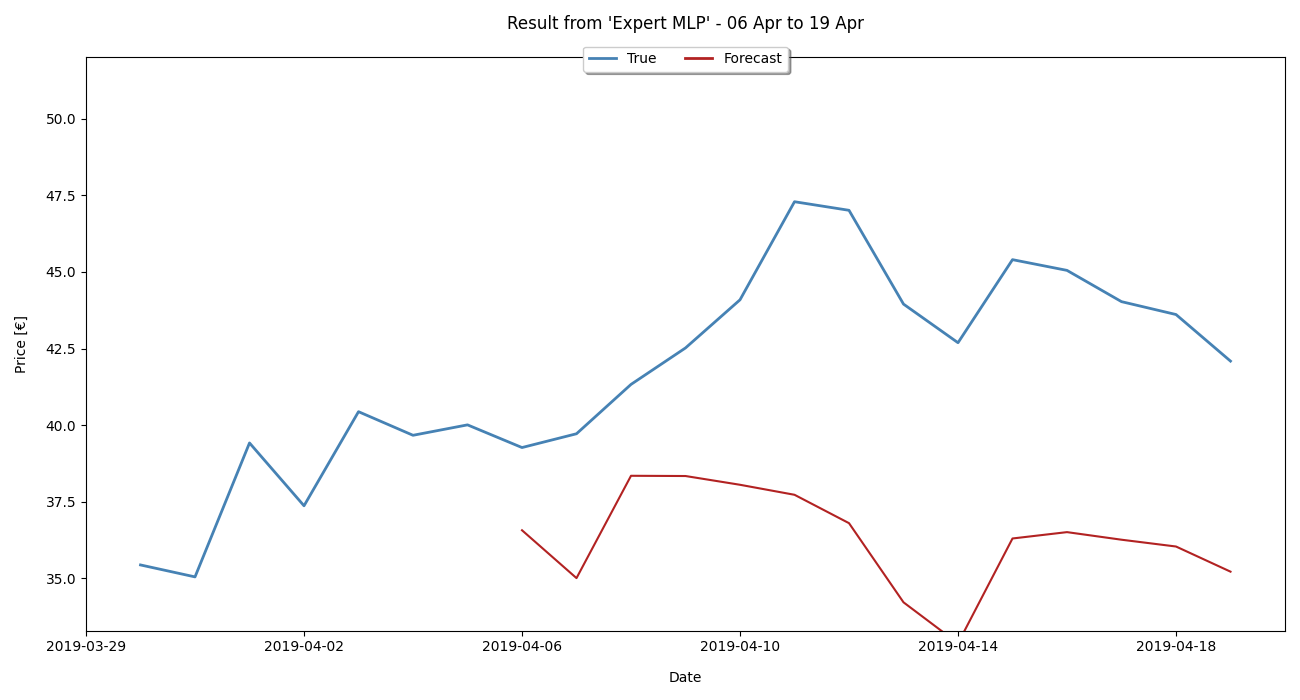 Result from 'Expert MLP' - 06 Apr to 19 Apr
True Forecast
50.0
47.5
45.0
42.5
40.0
37.5
35.0
Price [€]
2019-03-29 2019-04-02 2019-04-06 2019-04-10 2019-04-14 2019-04-18
Date